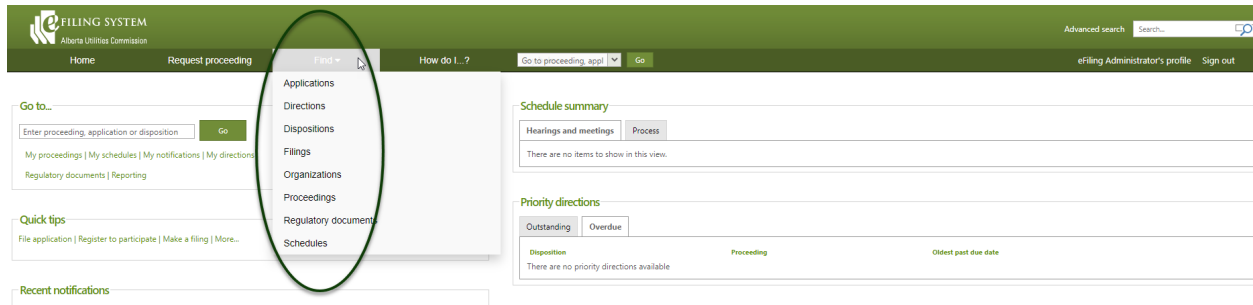 eFILING SYSTEM
Alberta Utilities Commission
Advanced search
Search...
Home
Request proceeding
Find
How do I...?
Go to proceeding, appl
Go
eFiling Administrator's profile
Sign out
Applications
Directions
Dispositions
Filings
Organizations
Proceedings
Regulatory documents
Schedules
Go to...
Enter proceeding, application or disposition
Go
My proceedings | My schedules | My notifications | My directions
Regulatory documents | Reporting
Quick tips
File application | Register to participate | Make a filing | More...
Recent notifications
Schedule summary
Hearings and meetings
Process
There are no items to show in this view.
Priority directions
Outstanding
Overdue
Disposition
Proceeding
Oldest past due date
There are no priority directions available